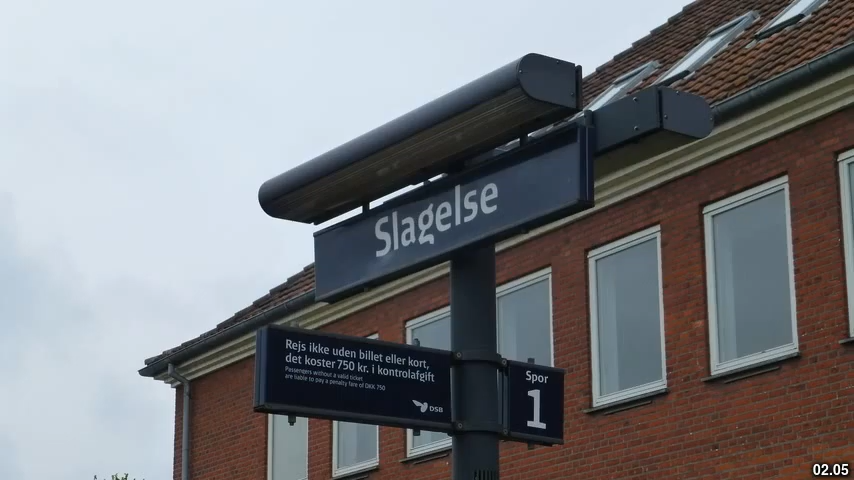 Slagelse
Rejs ikke uden billet eller kort,
det koster 750 kr. i kontrolafgift
Passengers without a valid ticket
are liable to pay a penalty fare of DKK 750
DSB
Spor
1
02.05